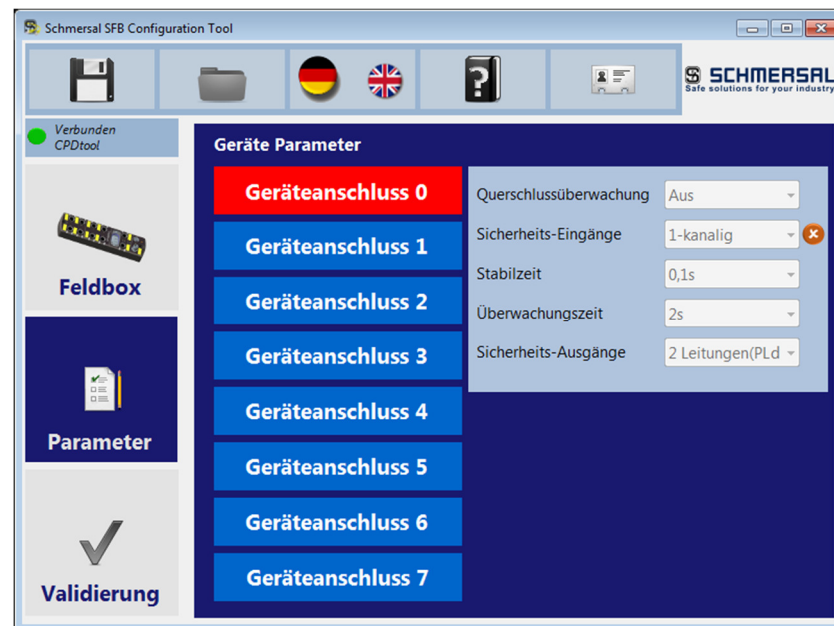 Schmersal SFB Configuration Tool
SCHMERSAL
Safe solutions for your industry
Verbunden
CPDtool
Geräte Parameter
Feldbox
Parameter
Validierung
Geräteanschluss 0
Geräteanschluss 1
Geräteanschluss 2
Geräteanschluss 3
Geräteanschluss 4
Geräteanschluss 5
Geräteanschluss 6
Geräteanschluss 7
Querschlussüberwachung Aus
Sicherheits-Eingänge 1-kanalig
Stabilzeit 0,1s
Überwachungszeit 2s
Sicherheits-Ausgänge 2 Leitungen(PLd